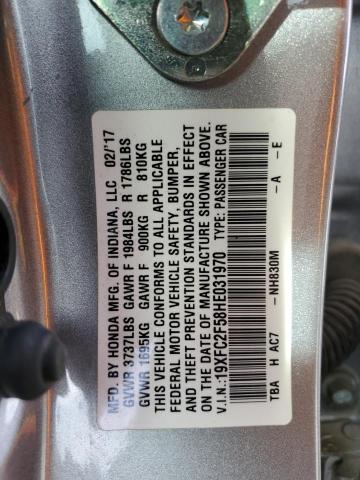 MFD. BY HONDA MFG. OF INDIANA, LLC 02/'17
GVWR 3737LBS GAWR F 1984LBS R 1786LBS
GVWR 1695KG GAWR F 900KG R 810KG
THIS VEHICLE CONFORMS TO ALL APPLICABLE
FEDERAL MOTOR VEHICLE SAFETY, BUMPER,
AND THEFT PREVENTION STANDARDS IN EFFECT
ON THE DATE OF MANUFACTURE SHOWN ABOVE.
V.I.N.:19XFC2F58HE031970 TYPE: PASSENGER CAR
TBA H AC7 -NH830M -A -E